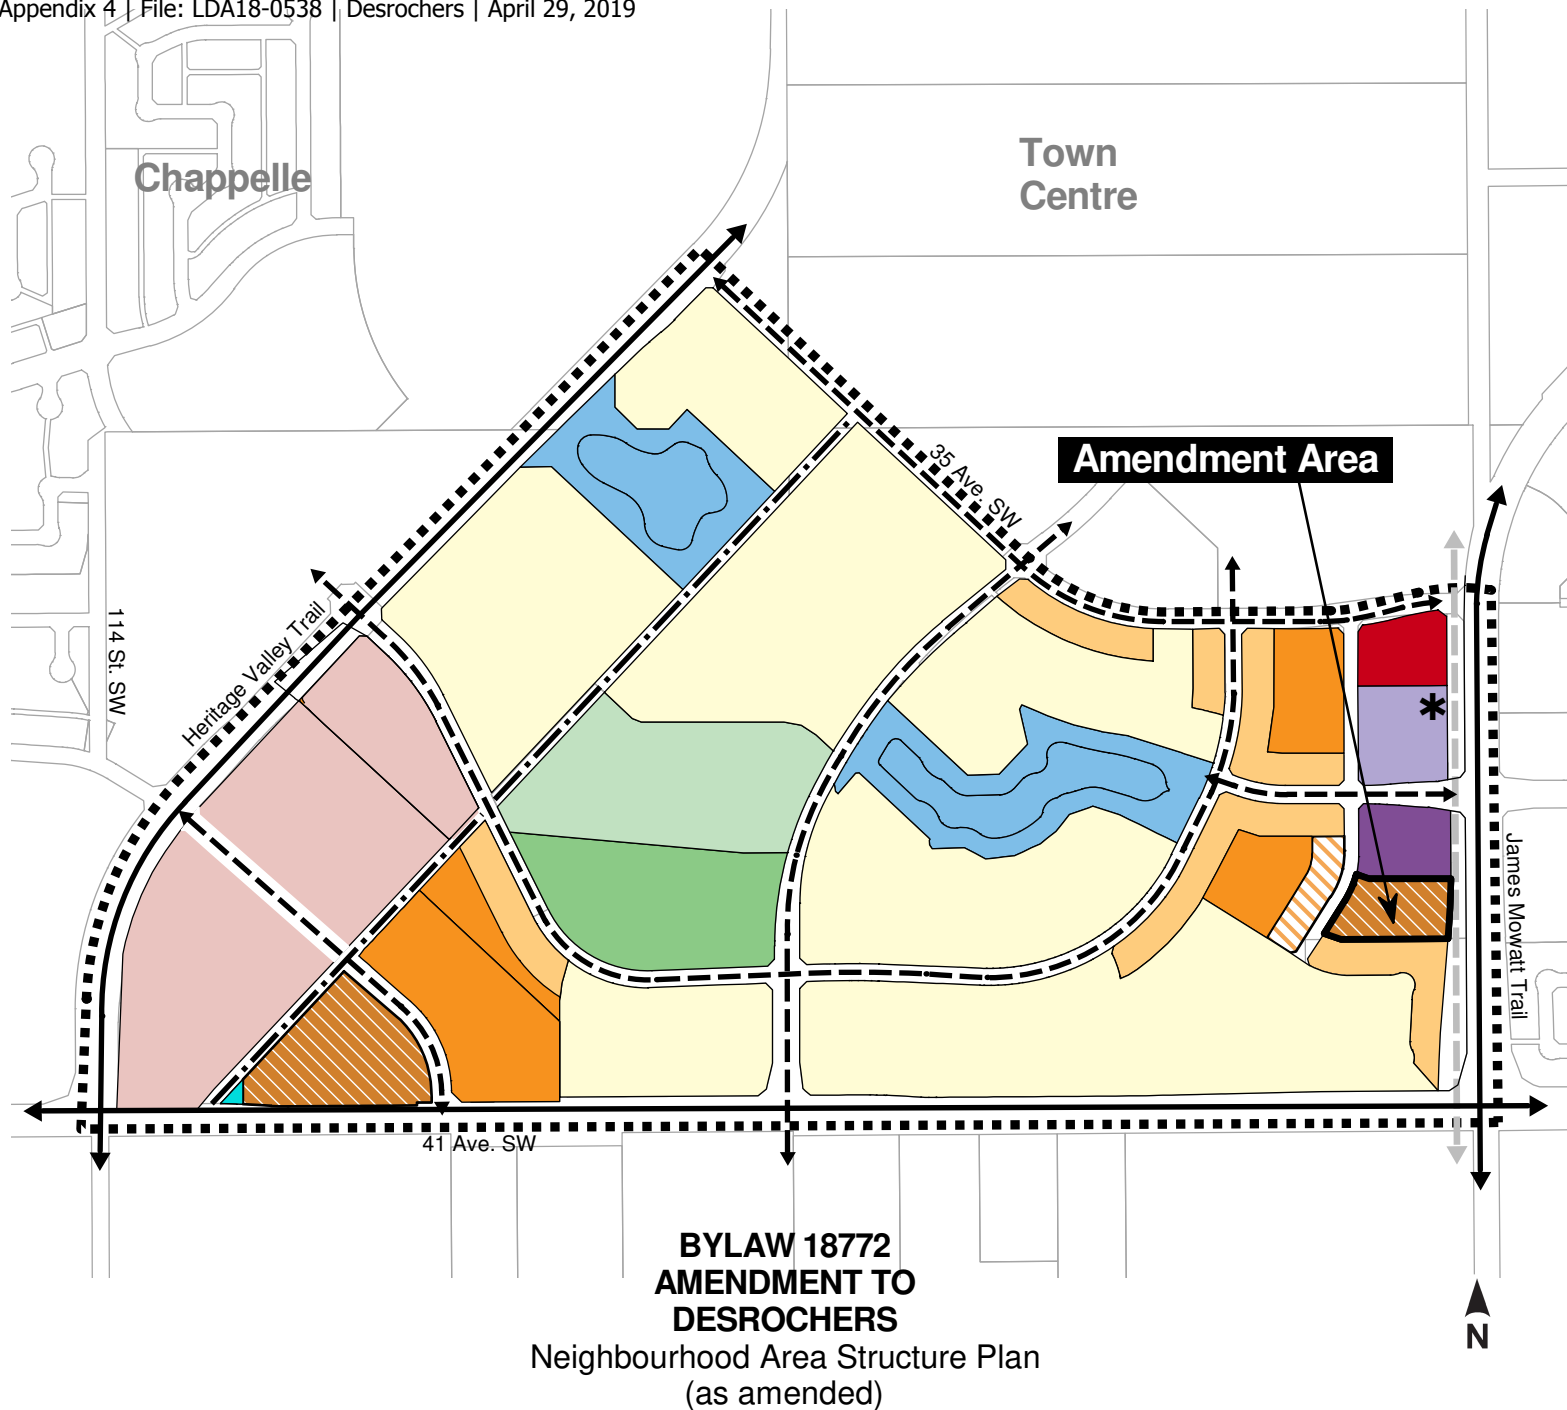 Appendix 4 | File: LDA18-0538 | Desrochers | April 29, 2019
Chappelle
Town
Centre
35 Ave. SW
Amendment Area
114 St. SW
Heritage Valley Trail
*
James Mowatt Trail
41 Ave. SW
BYLAW 18772
AMENDMENT TO
DESROCHERS
Neighbourhood Area Structure Plan
(as amended)
N